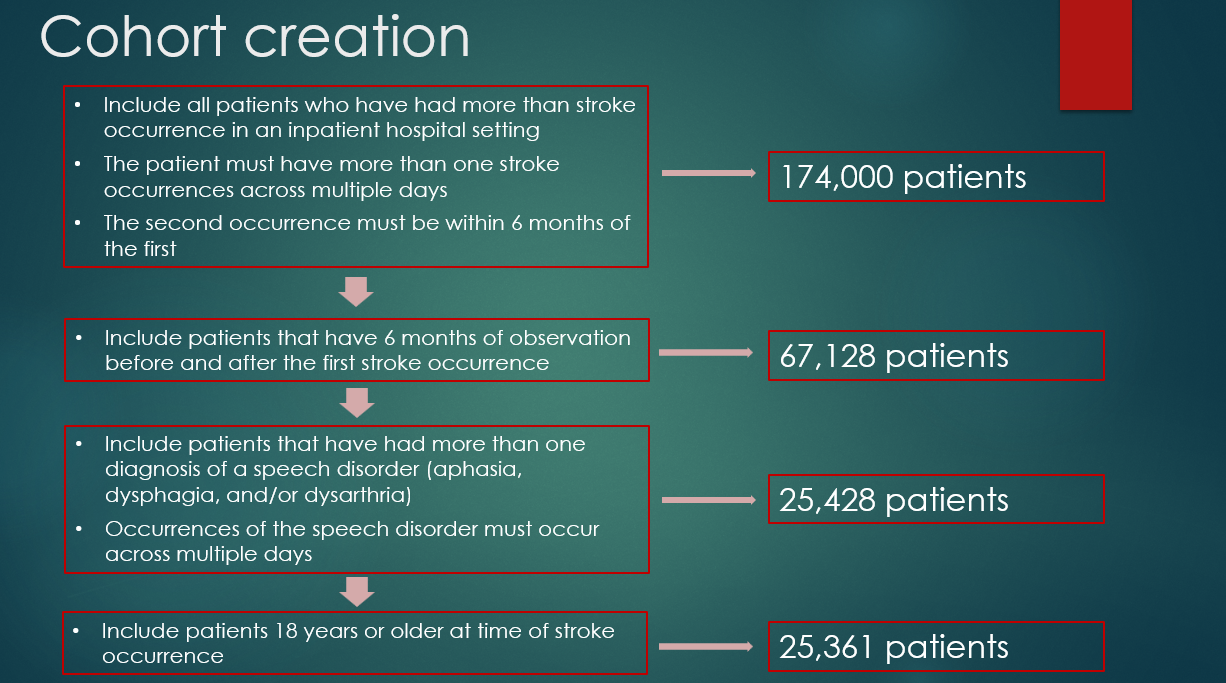 Cohort creation
• Include all patients who have had more than stroke
occurrence in an inpatient hospital setting
• The patient must have more than one stroke
occurrences across multiple days
• The second occurrence must be within 6 months of
the first
174,000 patients
• Include patients that have 6 months of observation
before and after the first stroke occurrence
67,128 patients
• Include patients that have had more than one
diagnosis of a speech disorder (aphasia,
dysphagia, and/or dysarthria)
• Occurrences of the speech disorder must occur
across multiple days
25,428 patients
• Include patients 18 years or older at time of stroke
occurrence
25,361 patients